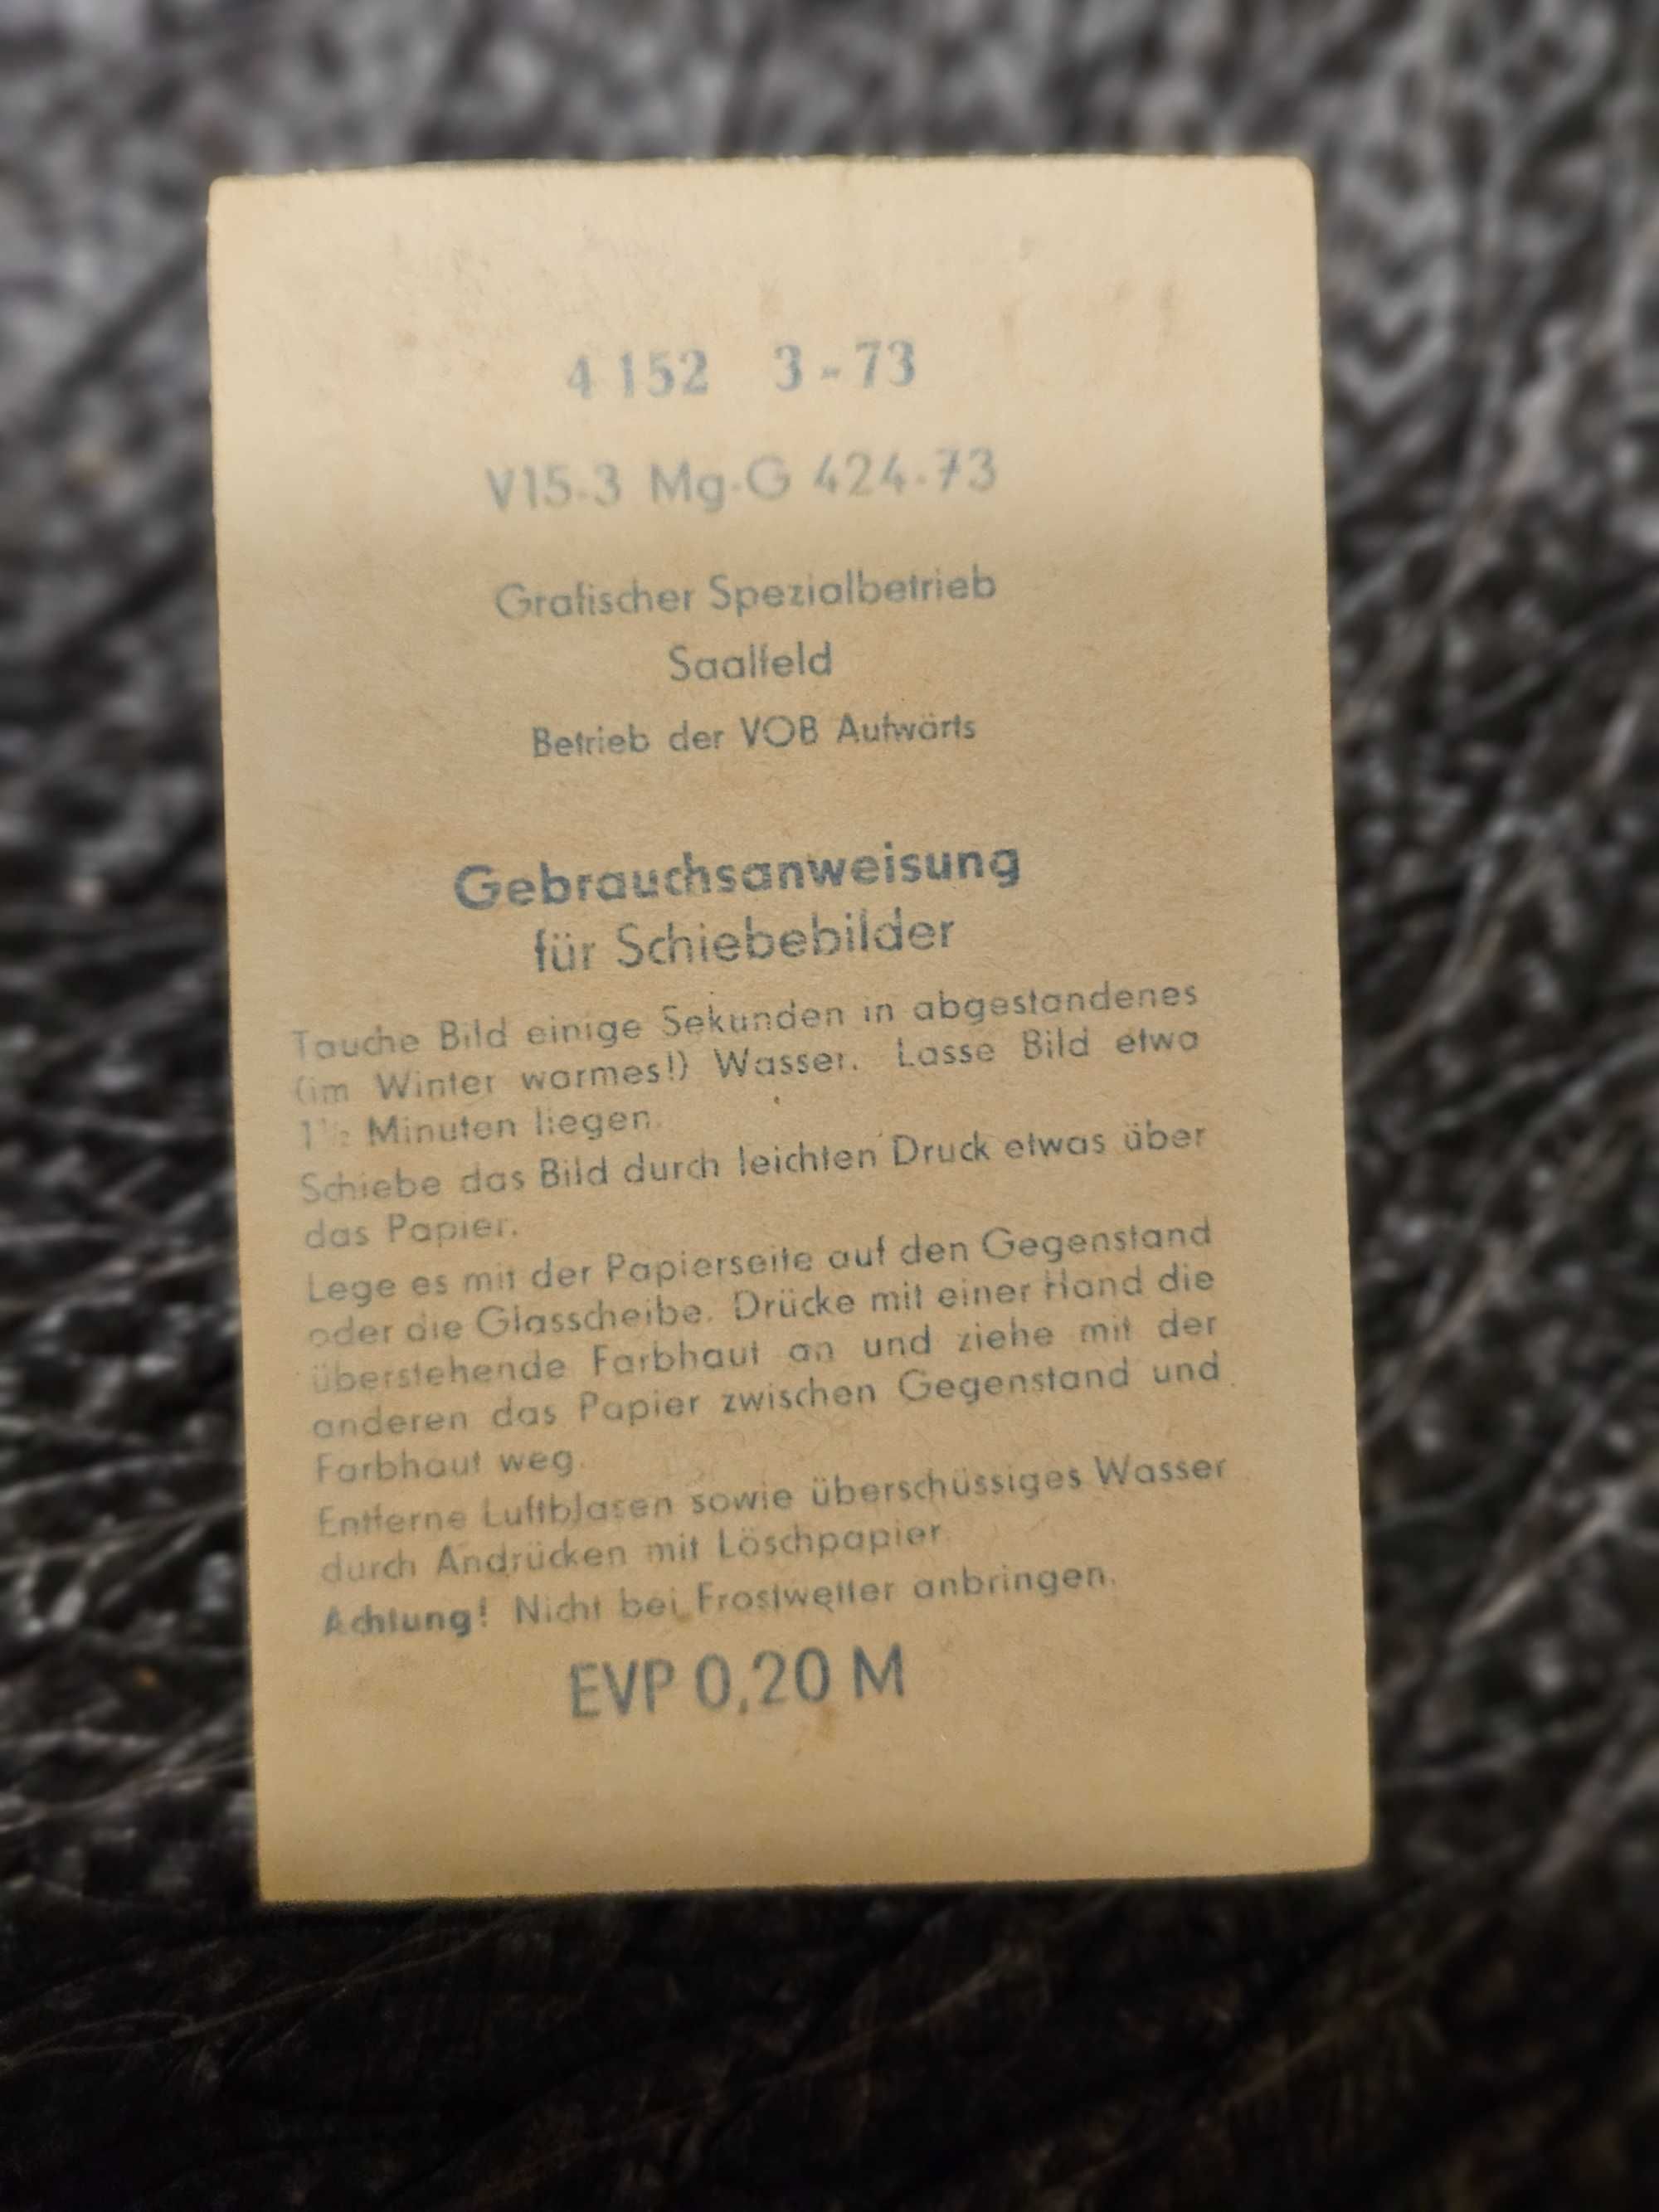 4 152 3-73
V15-3 Mg-G 424-73
Grafischer Spezialbetrieb
Saalfeld
Betrieb der VOB Aufwärts
Gebrauchsanweisung
für Schiebebilder
Tauche Bild einige Sekunden in abgestandenes
(im Winter warmes!) Wasser. Lasse Bild etwa
1½ Minuten liegen.
Schiebe das Bild durch leichten Druck etwas über
das Papier.
Lege es mit der Papierseite auf den Gegenstand
oder die Glasscheibe. Drücke mit einer Hand die
überstehende Farbhaut an und ziehe mit der
anderen das Papier zwischen Gegenstand und
Farbhaut weg.
Entferne Luftblasen sowie überschüssiges Wasser
durch Andrücken mit Löschpapier.
Achtung! Nicht bei Frostwetter anbringen.
EVP 0,20 M